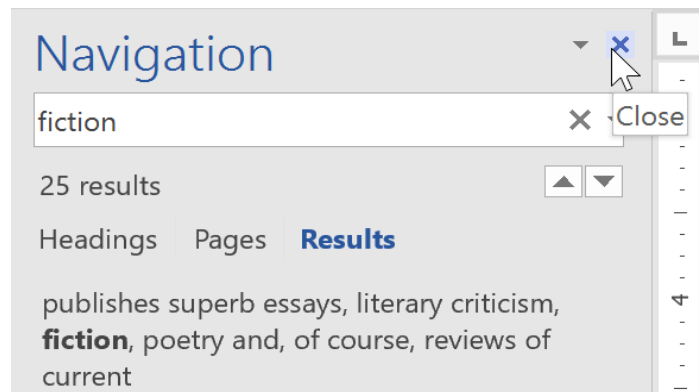 Navigation
fiction
Close
25 results
Headings Pages Results
publishes superb essays, literary criticism,
fiction, poetry and, of course, reviews of
current
L
4